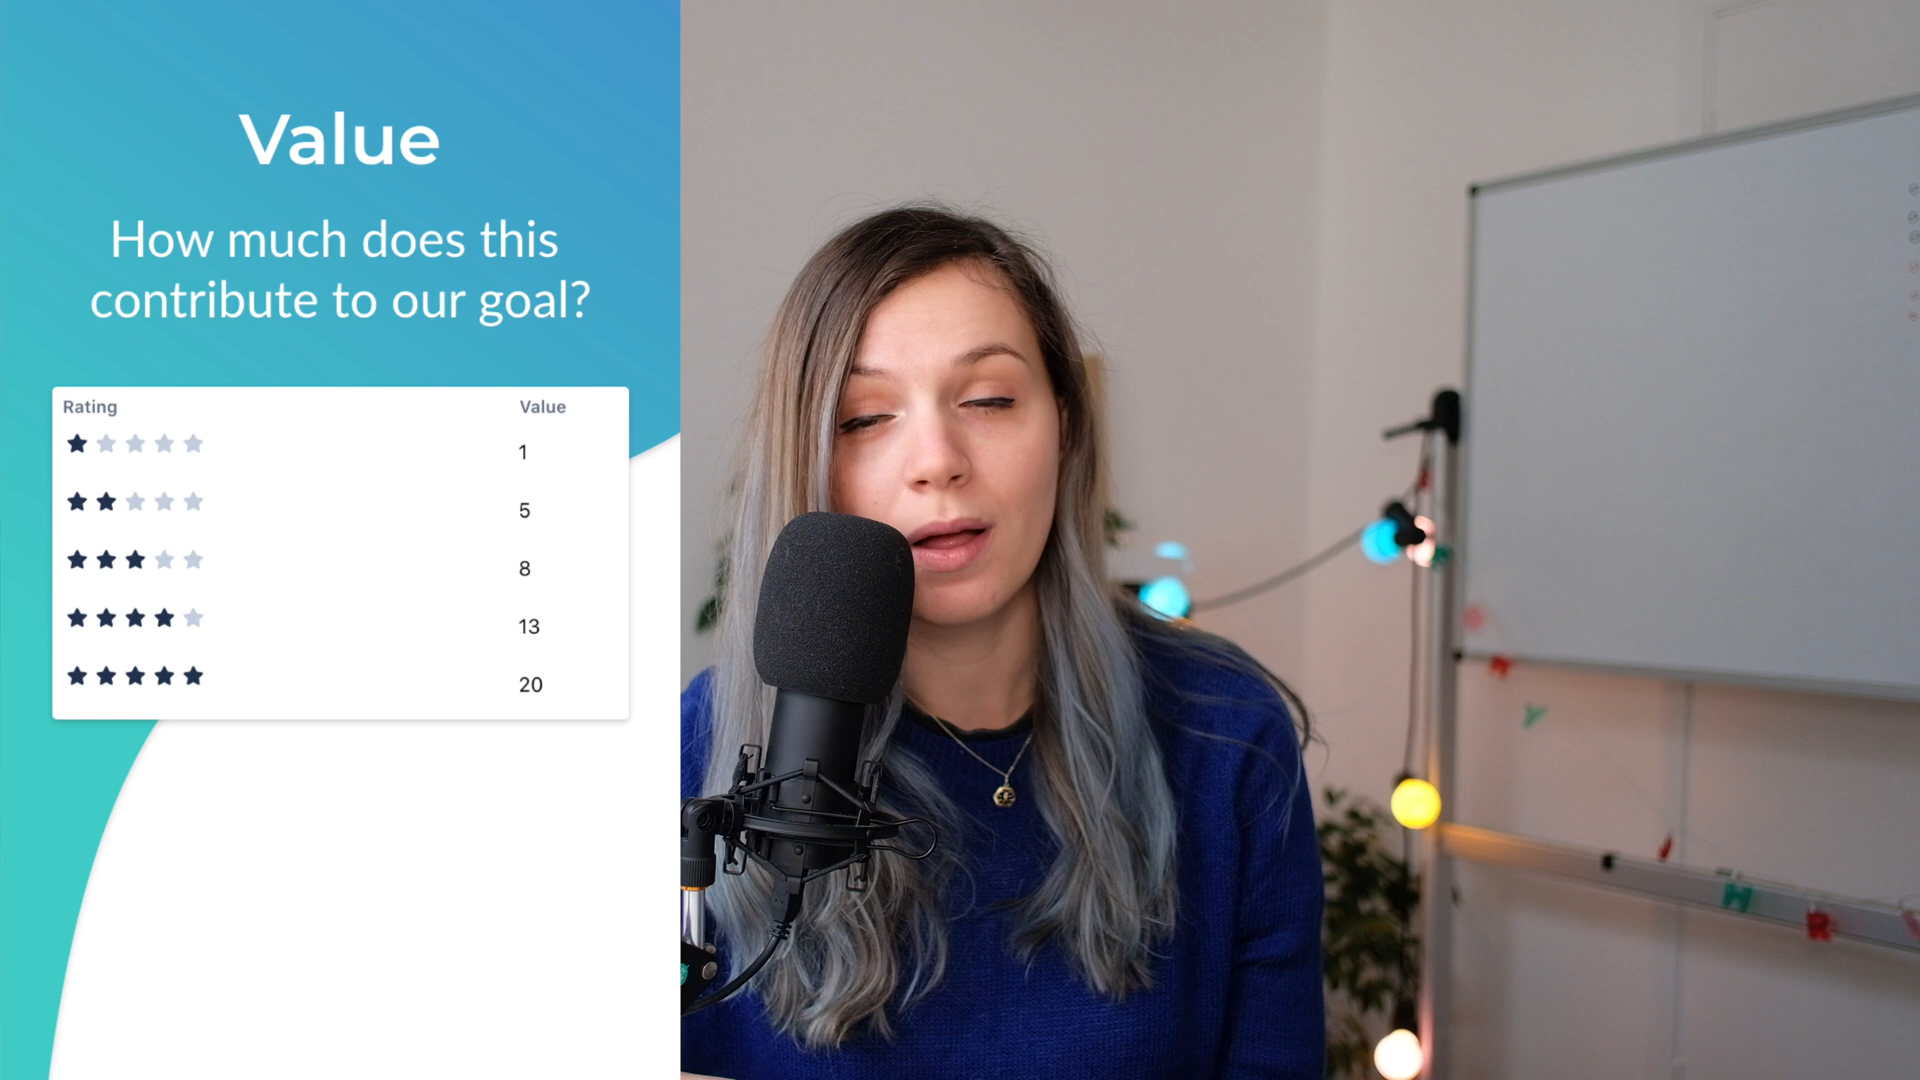 Value
How much does this
contribute to our goal?
Rating Value
1
5
8
13
20